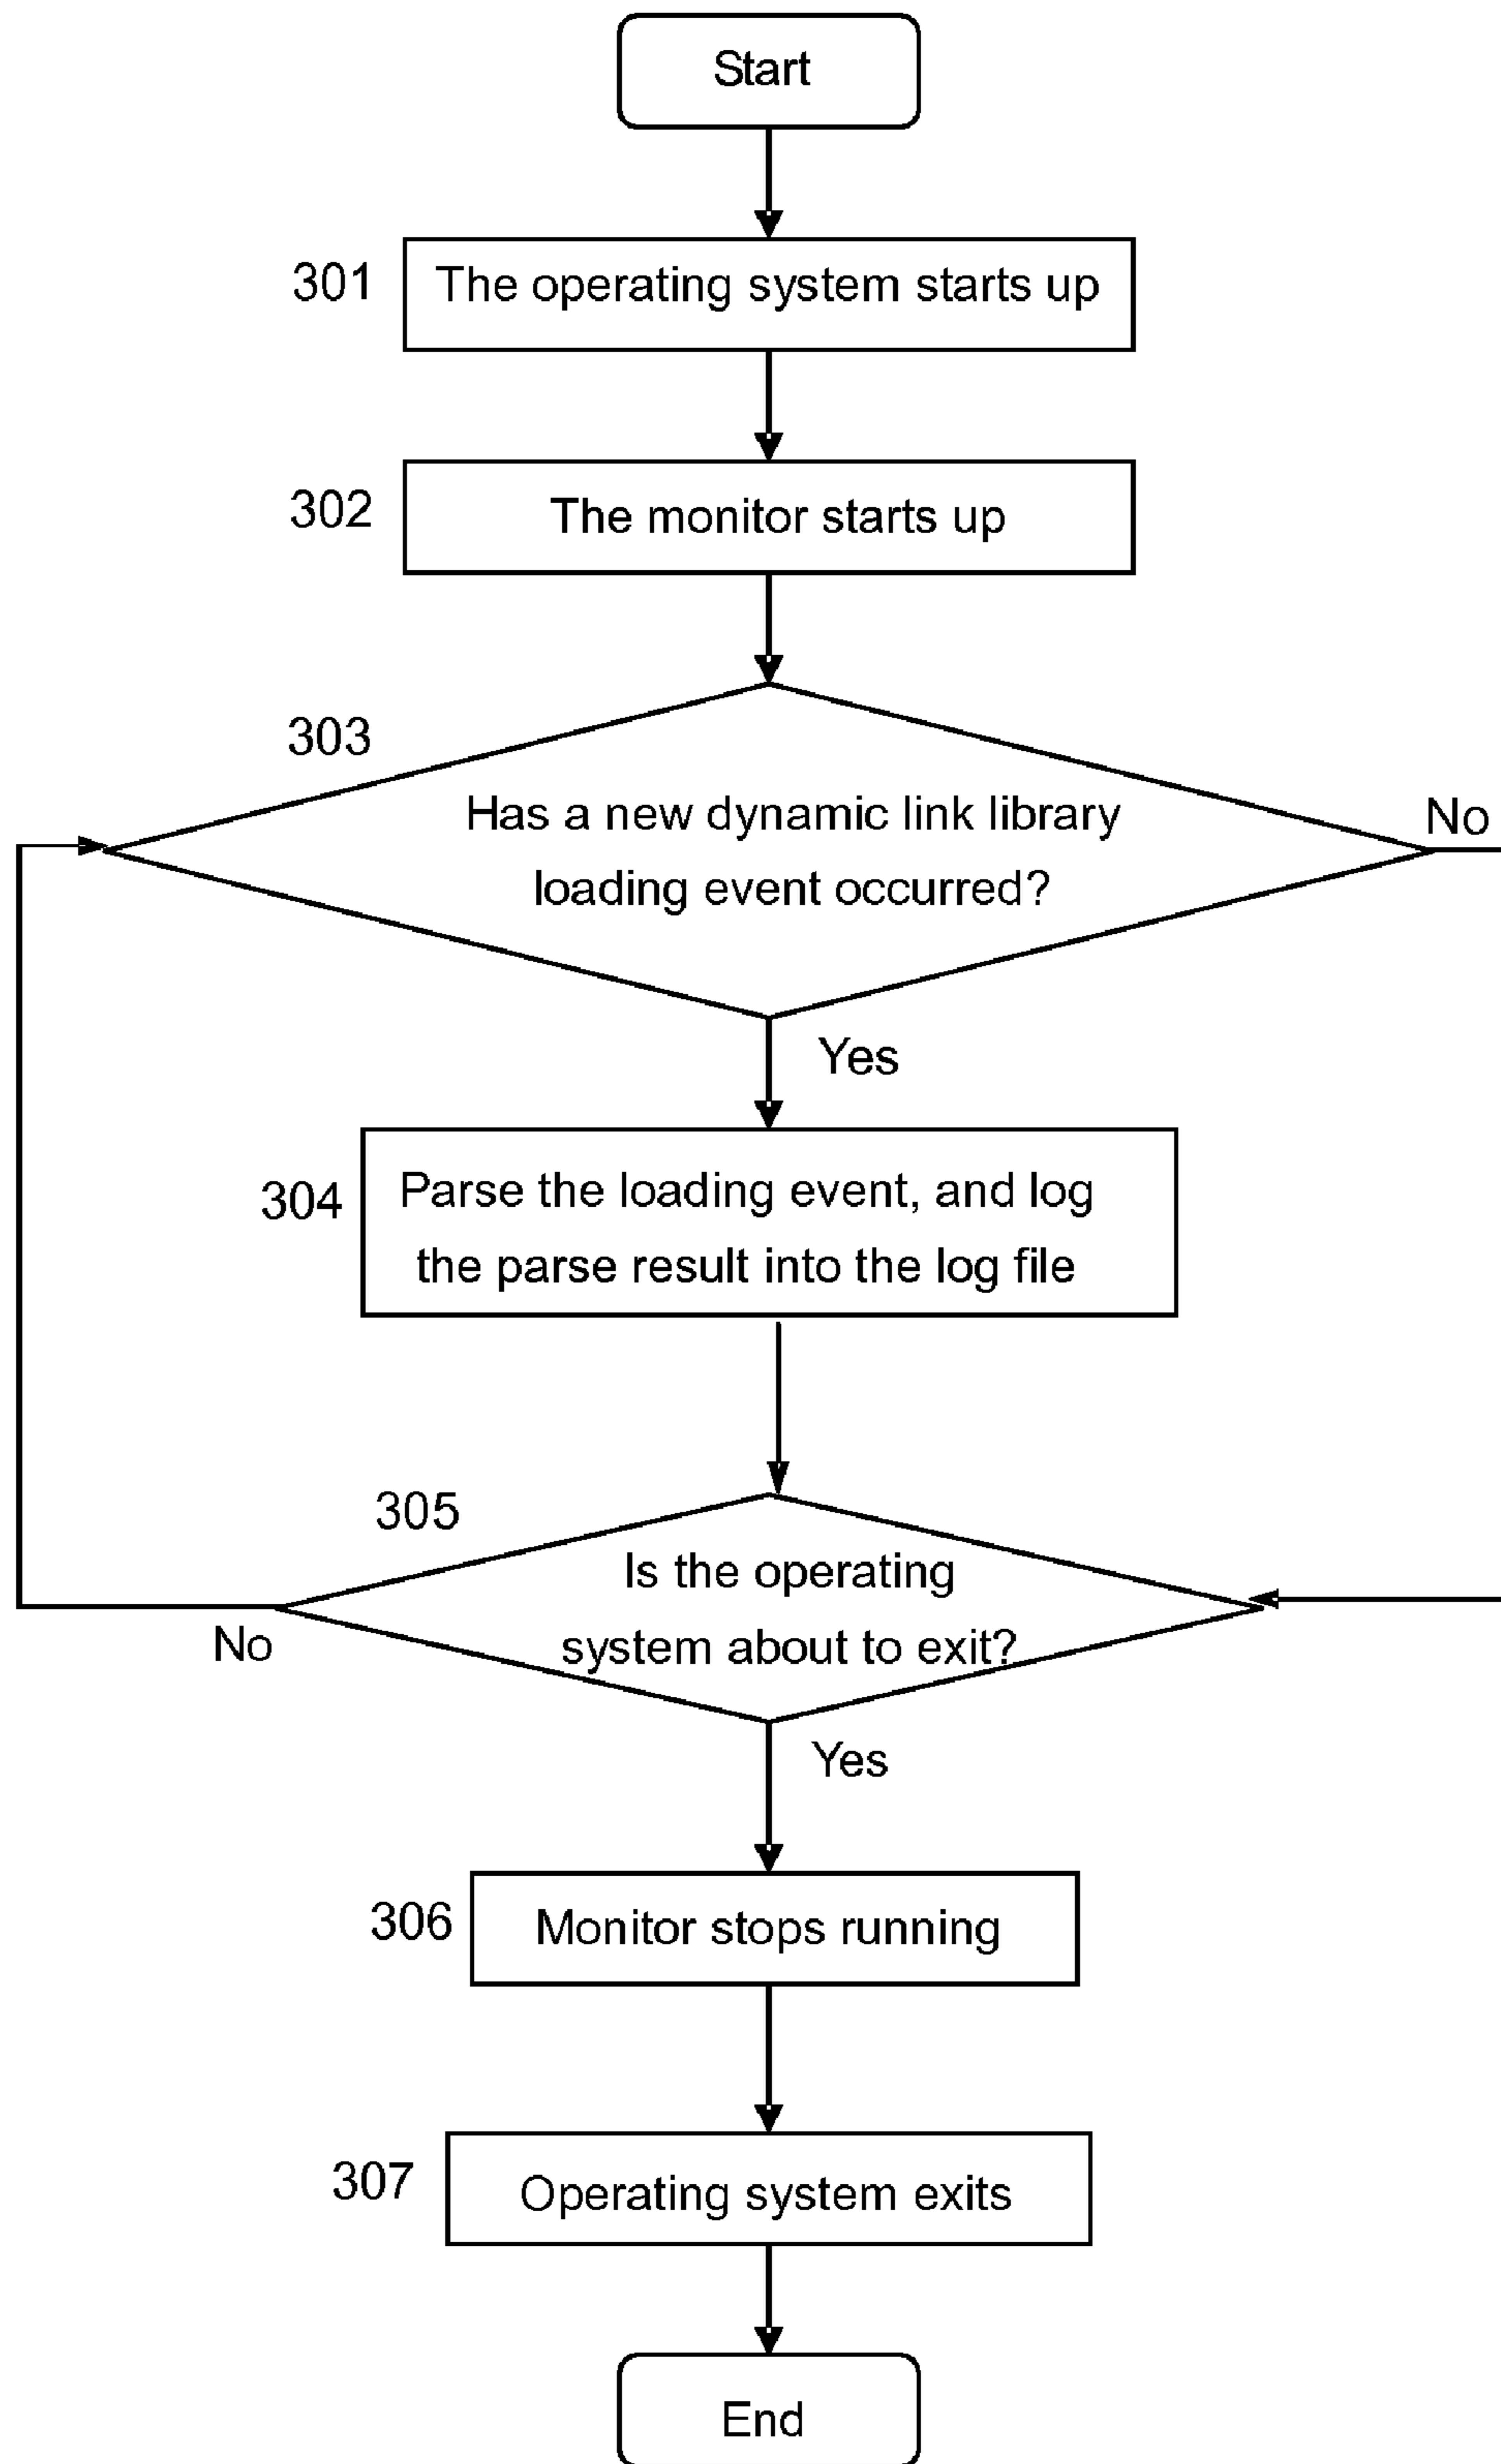 Start
301
The operating system starts up
302
The monitor starts up
303
Has a new dynamic link library
loading event occurred?
No
Yes
304
Parse the loading event, and log
the parse result into the log file
305
Is the operating
system about to exit?
No
Yes
306
Monitor stops running
307
Operating system exits
End